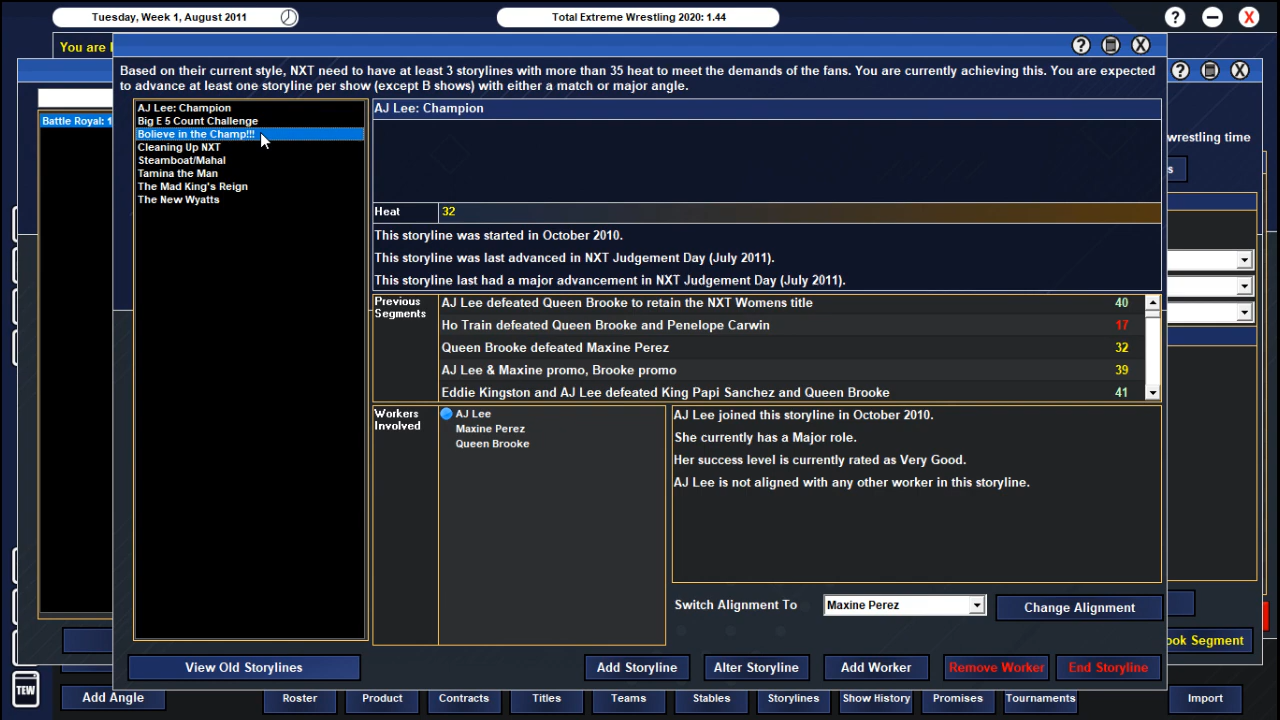 Tuesday, Week 1, August 2011
Total Extreme Wrestling 2020: 1.44
? X
You are
? X
Based on their current style, NXT need to have at least 3 storylines with more than 35 heat to meet the demands of the fans. You are currently achieving this. You are expected
to advance at least one storyline per show (except B shows) with either a match or major angle.
? X
AJ Lee: Champion
Big E 5 Count Challenge
Bolieve in the Champ!!!
Cleaning Up NXT
Steamboat/Mahal
Tamina the Man
The Mad King's Reign
The New Wyatts
Battle Royal: 1
wrestling time
s
AJ Lee: Champion
Heat 32
This storyline was started in October 2010.
This storyline was last advanced in NXT Judgement Day (July 2011).
This storyline last had a major advancement in NXT Judgement Day (July 2011).
Previous Segments
AJ Lee defeated Queen Brooke to retain the NXT Womens title 40
Ho Train defeated Queen Brooke and Penelope Carwin 17
Queen Brooke defeated Maxine Perez 32
AJ Lee & Maxine promo, Brooke promo 39
Eddie Kingston and AJ Lee defeated King Papi Sanchez and Queen Brooke 41
Workers Involved
AJ Lee
Maxine Perez
Queen Brooke
AJ Lee joined this storyline in October 2010.
She currently has a Major role.
Her success level is currently rated as Very Good.
AJ Lee is not aligned with any other worker in this storyline.
Switch Alignment To Maxine Perez Change Alignment
ook Segment
View Old Storylines Add Storyline Alter Storyline Add Worker Remove Worker End Storyline
TEW Add Angle Roster Product Contracts Titles Teams Stables Storylines Show History Promises Tournaments Import